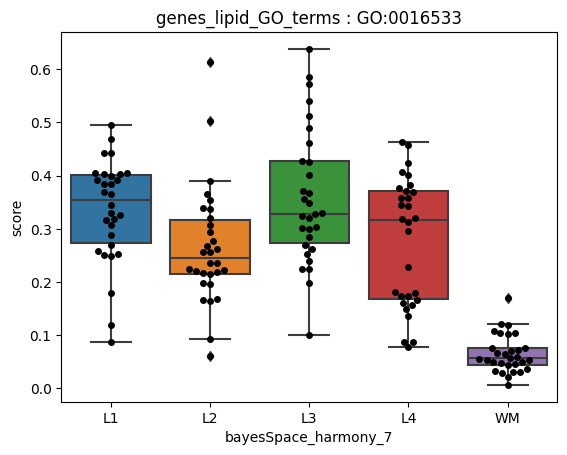 genes_lipid_GO_terms : GO:0016533
score
0.6
0.5
0.4
0.3
0.2
0.1
0.0
L1 L2 L3 L4 WM
bayesSpace_harmony_7